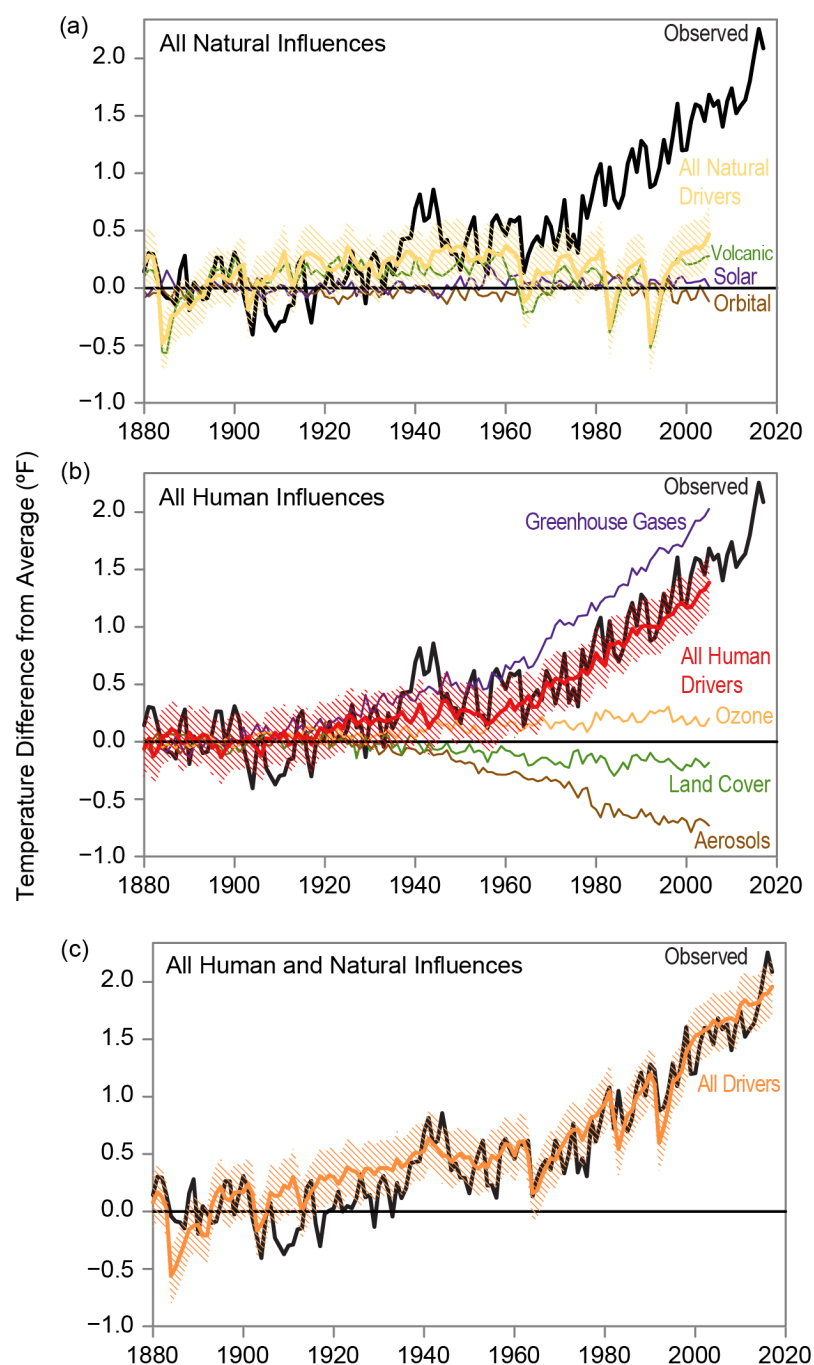 (a)
All Natural Influences
Observed
2.0
1.5
1.0
0.5
0.0
−0.5
−1.0
All Natural
Drivers
Volcanic
Solar
Orbital
1880 1900 1920 1940 1960 1980 2000 2020
Temperature Difference from Average (ºF)
(b)
All Human Influences
Observed
Greenhouse Gases
2.0
1.5
1.0
0.5
0.0
−0.5
−1.0
All Human
Drivers
Ozone
Land Cover
Aerosols
1880 1900 1920 1940 1960 1980 2000 2020
(c)
All Human and Natural Influences
Observed
2.0
1.5
1.0
0.5
0.0
−0.5
−1.0
All Drivers
1880 1900 1920 1940 1960 1980 2000 2020